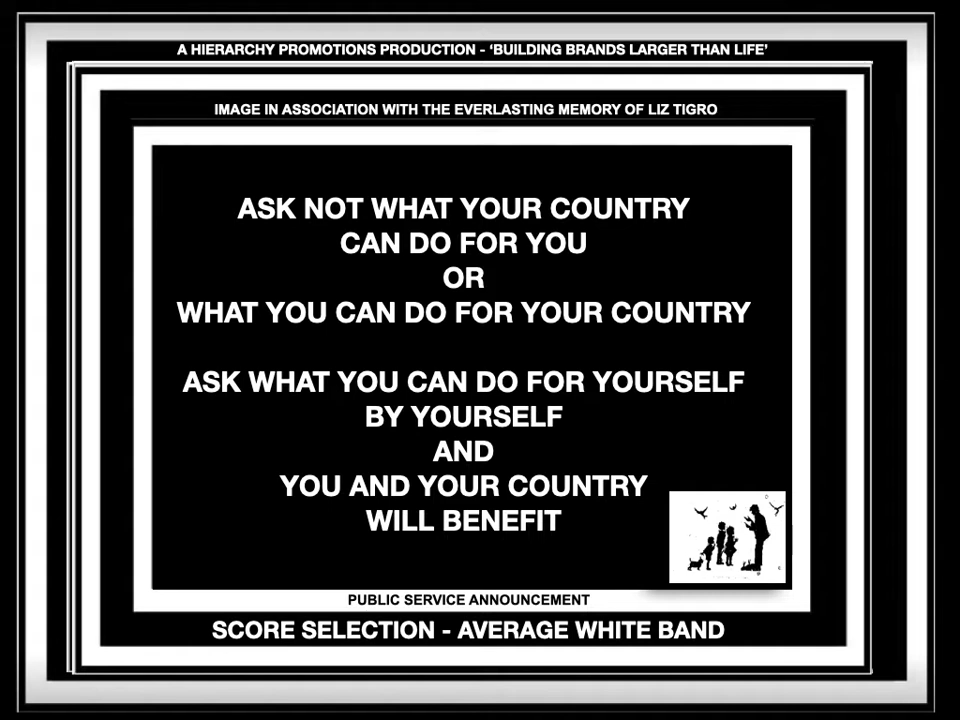 A HIERARCHY PROMOTIONS PRODUCTION - ‘BUILDING BRANDS LARGER THAN LIFE’
IMAGE IN ASSOCIATION WITH THE EVERLASTING MEMORY OF LIZ TIGRO
ASK NOT WHAT YOUR COUNTRY
CAN DO FOR YOU
OR
WHAT YOU CAN DO FOR YOUR COUNTRY
ASK WHAT YOU CAN DO FOR YOURSELF
BY YOURSELF
AND
YOU AND YOUR COUNTRY
WILL BENEFIT
PUBLIC SERVICE ANNOUNCEMENT
SCORE SELECTION - AVERAGE WHITE BAND